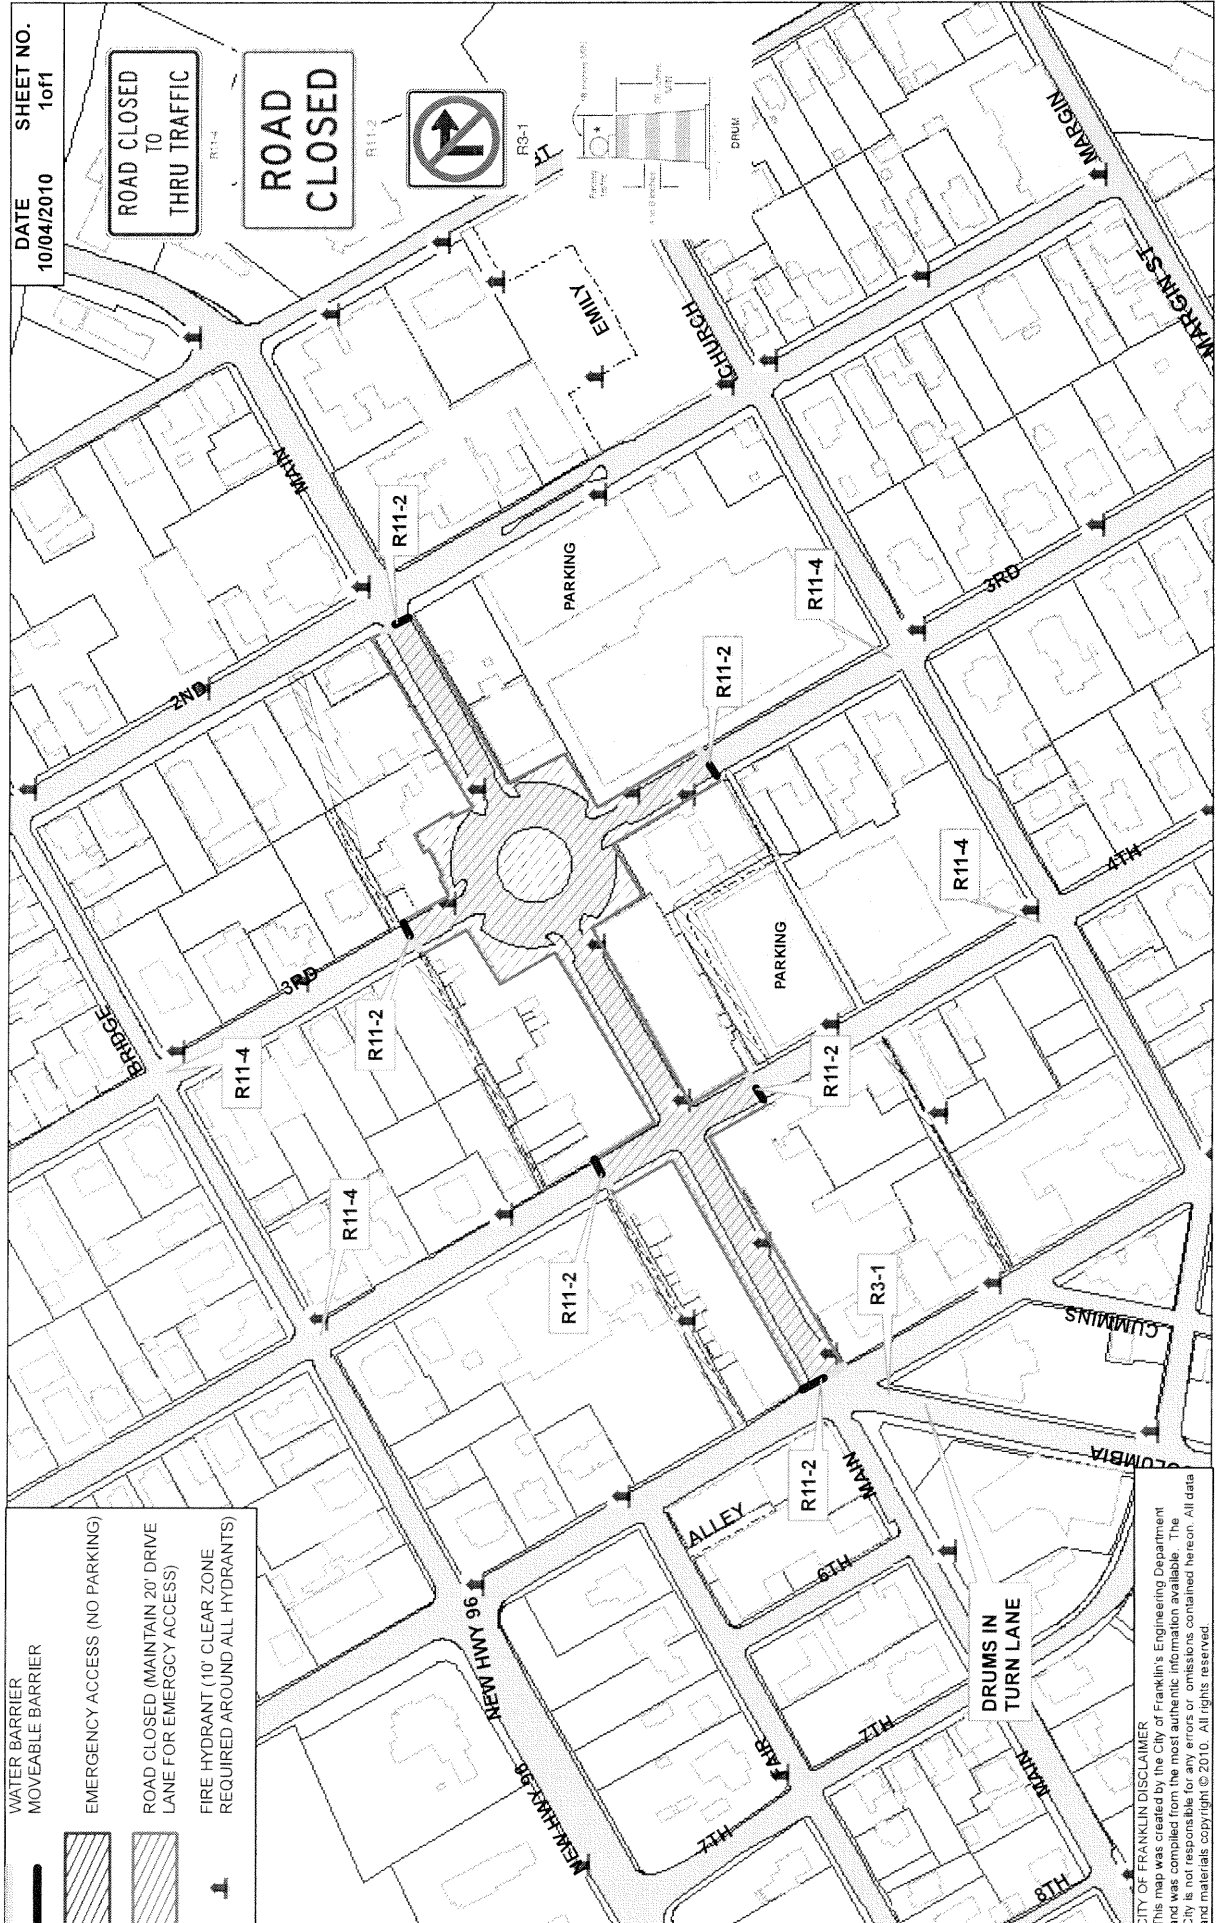 DATE
10/04/2010
SHEET NO.
1of1
ROAD CLOSED
TO
THRU TRAFFIC
R11-4
ROAD
CLOSED
R11-2
R3-1
DRUM
WATER BARRIER
MOVEABLE BARRIER
EMERGENCY ACCESS (NO PARKING)
ROAD CLOSED (MAINTAIN 20' DRIVE
LANE FOR EMERGCY ACCESS)
FIRE HYDRANT (10' CLEAR ZONE
REQUIRED AROUND ALL HYDRANTS)
BRIDGE
3RD
2ND
MAIN
R11-2
EMILY
ST
CHURCH
MARGIN
MARGIN ST
PARKING
R11-4
R11-2
3RD
R11-4
R11-2
R11-4
R11-4
4TH
PARKING
R11-2
R11-2
R3-1
R11-2
CUMMINS
MAIN
ALLEY
6TH
NEW HWY 96
NEW HWY 96
FAIR
7TH
7TH
MAIN
8TH
DRUMS IN
TURN LANE
CITY OF FRANKLIN DISCLAIMER
This map was created by the City of Franklin's Engineering Department
and was compiled from the most authentic information available. The
City is not responsible for any errors or omissions contained hereon. All data
and materials copyright © 2010. All rights reserved.